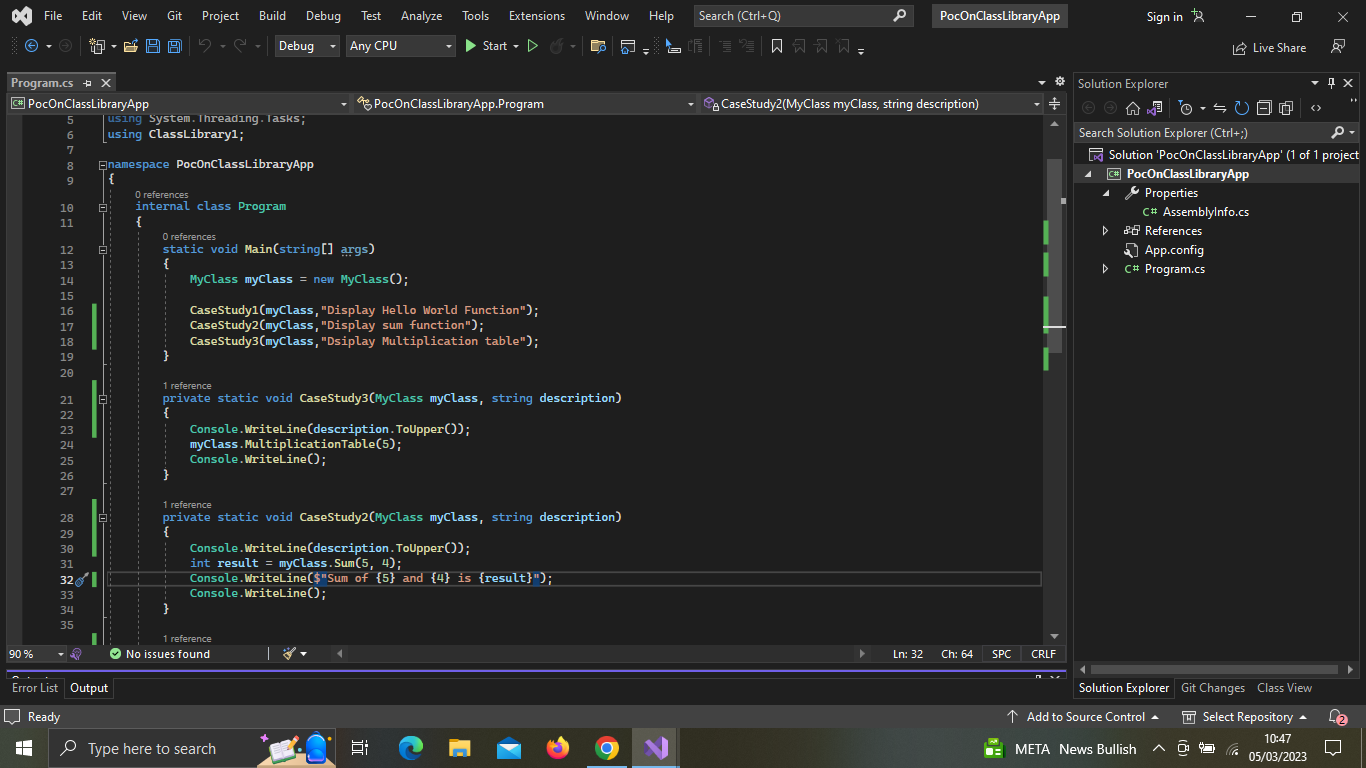 File Edit View Git Project Build Debug Test Analyze Tools Extensions Window Help Search (Ctrl+Q) PocOnClassLibraryApp Sign in
Debug Any CPU Start Live Share
Program.cs
PocOnClassLibraryApp PocOnClassLibraryApp.Program CaseStudy2(MyClass myClass, string description)
5 using System.Threading.Tasks;
6 using ClassLibrary1;
7
8 namespace PocOnClassLibraryApp
9 {
0 references
10 internal class Program
11 {
0 references
12 static void Main(string[] args)
13 {
14 MyClass myClass = new MyClass();
15
16 CaseStudy1(myClass,"Display Hello World Function");
17 CaseStudy2(myClass,"Display sum function");
18 CaseStudy3(myClass,"Dsiplay Multiplication table");
19 }
20
1 reference
21 private static void CaseStudy3(MyClass myClass, string description)
22 {
23 Console.WriteLine(description.ToUpper());
24 myClass.MultiplicationTable(5);
25 Console.WriteLine();
26 }
27
1 reference
28 private static void CaseStudy2(MyClass myClass, string description)
29 {
30 Console.WriteLine(description.ToUpper());
31 int result = myClass.Sum(5, 4);
32 Console.WriteLine($"Sum of {5} and {4} is {result}");
33 Console.WriteLine();
34 }
35
1 reference
90 % No issues found Ln: 32 Ch: 64 SPC CRLF
Error List Output
Solution Explorer
Search Solution Explorer (Ctrl+;)
Solution 'PocOnClassLibraryApp' (1 of 1 project
PocOnClassLibraryApp
Properties
AssemblyInfo.cs
References
App.config
Program.cs
Solution Explorer Git Changes Class View
Ready Add to Source Control Select Repository 2
Type here to search META News Bullish 10:47
05/03/2023